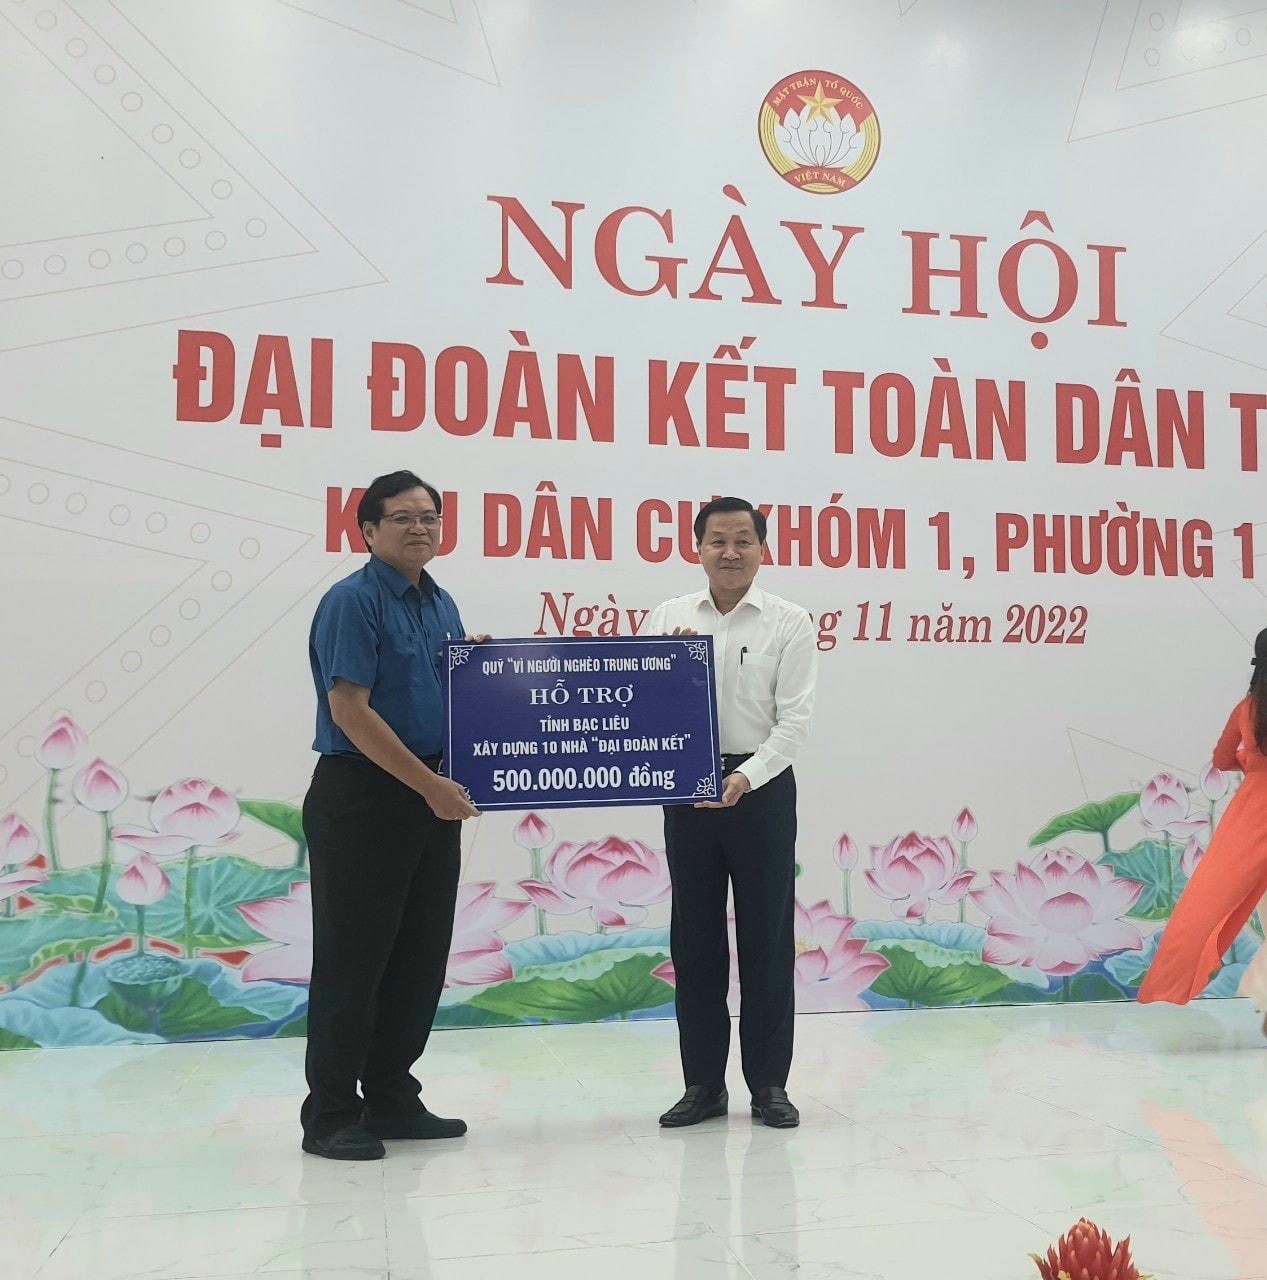 MẶT TRẬN TỔ QUỐC
VIỆT NAM
NGÀY HỘI
ĐẠI ĐOÀN KẾT TOÀN DÂN T
DÂN CƯ KHÓM 1, PHƯỜNG 1
Ngày 11 năm 2022
QUỸ "VÌ NGƯỜI NGHÈO TRUNG ƯƠNG"
HỖ TRỢ
TỈNH BẠC LIÊU
XÂY DỰNG 10 NHÀ "ĐẠI ĐOÀN KẾT"
500.000.000 đồng